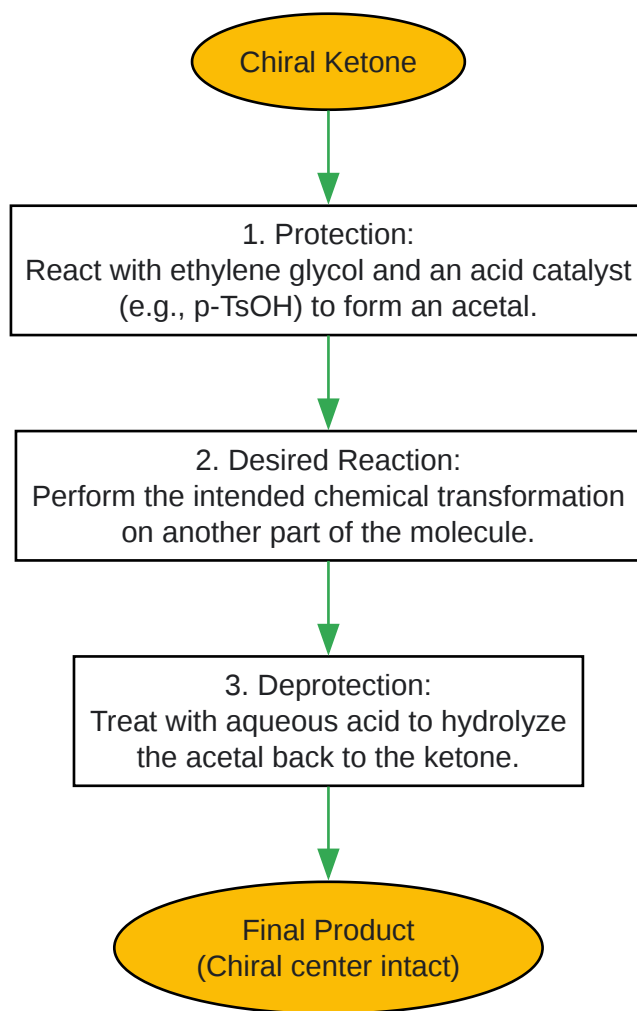 Chiral Ketone
1. Protection:
React with ethylene glycol and an acid catalyst
(e.g., p-TsOH) to form an acetal.
2. Desired Reaction:
Perform the intended chemical transformation
on another part of the molecule.
3. Deprotection:
Treat with aqueous acid to hydrolyze
the acetal back to the ketone.
Final Product
(Chiral center intact)